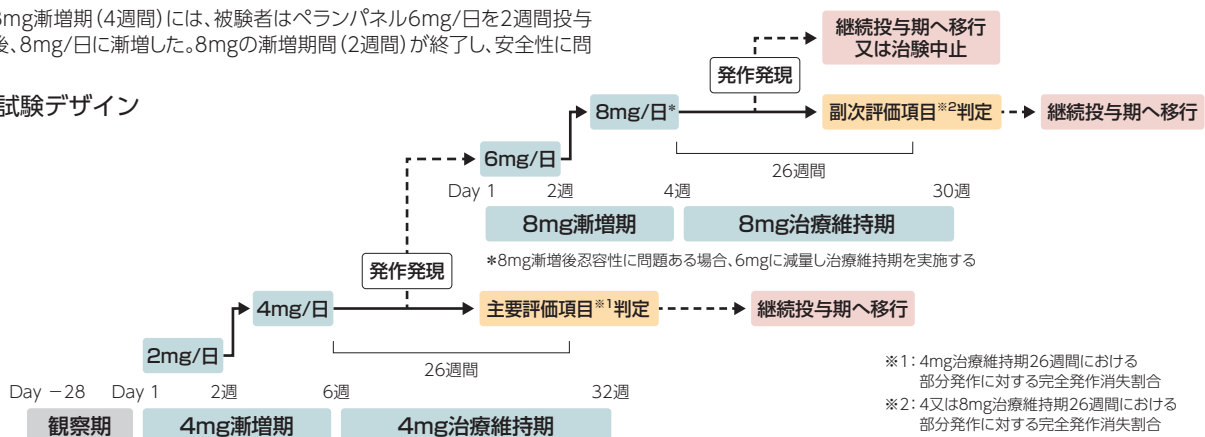 8mg漸増期(4週間)には、被験者はペランパネル6mg/日を2週間投与
後、8mg/日に漸増した。8mgの漸増期間(2週間)が終了し、安全性に問
試験デザイン
継続投与期へ移行
又は治験中止
発作発現
8mg/日*
副次評価項目※2判定
継続投与期へ移行
6mg/日
26週間
Day 1
2週
4週
30週
8mg漸増期
8mg治療維持期
*8mg漸増後忍容性に問題ある場合、6mgに減量し治療維持期を実施する
発作発現
4mg/日
主要評価項目※1判定
継続投与期へ移行
2mg/日
26週間
Day −28
Day 1
2週
6週
32週
観察期
4mg漸増期
4mg治療維持期
※1:4mg治療維持期26週間における
部分発作に対する完全発作消失割合
※2:4又は8mg治療維持期26週間における
部分発作に対する完全発作消失割合